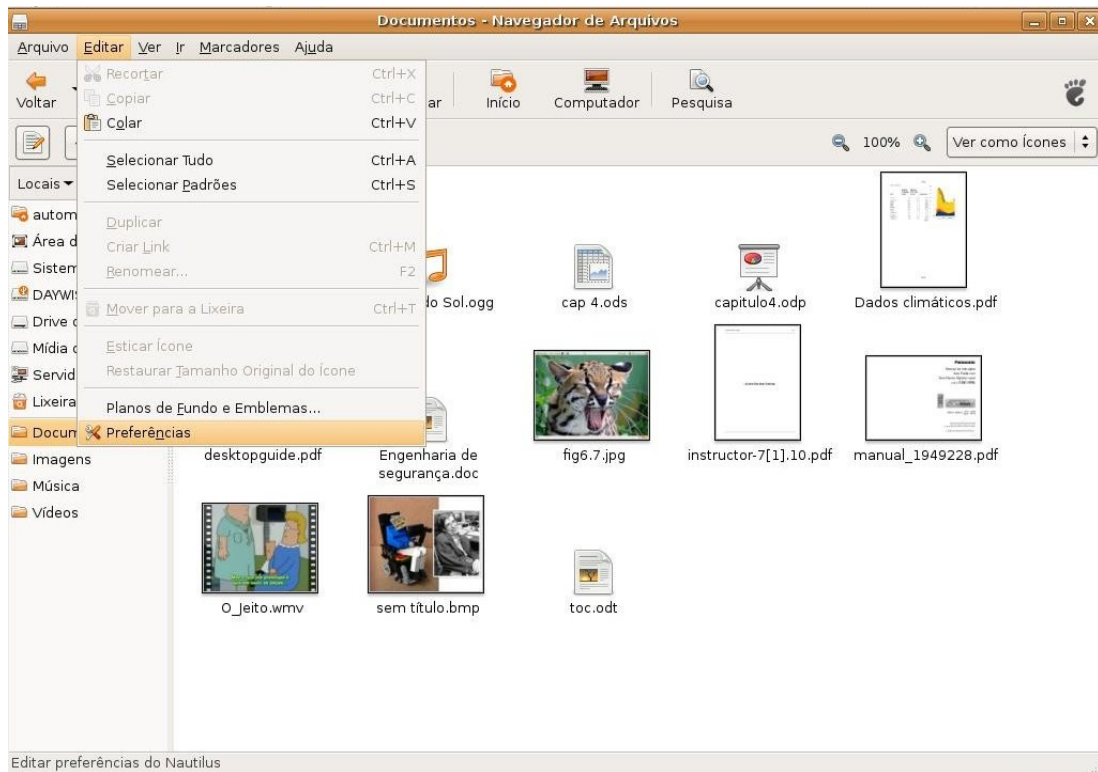 Documentos - Navegador de Arquivos
Arquivo Editar Ver Ir Marcadores Ajuda
Voltar
ar
Início
Computador
Pesquisa
Recortar Ctrl+X
Copiar Ctrl+C
Colar Ctrl+V
Selecionar Tudo Ctrl+A
Selecionar Padrões Ctrl+S
Duplicar
Criar Link Ctrl+M
Renomear... F2
Mover para a Lixeira Ctrl+T
Esticar Ícone
Restaurar Tamanho Original do Ícone
Planos de Fundo e Emblemas...
Preferências
100%
Ver como Ícones
Locais
autom
Área d
Sistem
DAYWI
Drive
Mídia
Servid
Lixeira
Docum
Imagens
Música
Vídeos
do Sol.ogg
cap 4.ods
capitulo4.odp
Dados climáticos.pdf
desktopguide.pdf
Engenharia de
segurança.doc
fig6.7.jpg
instructor-7[1].10.pdf
manual_1949228.pdf
O_Jeito.wmv
sem título.bmp
toc.odt
Editar preferências do Nautilus